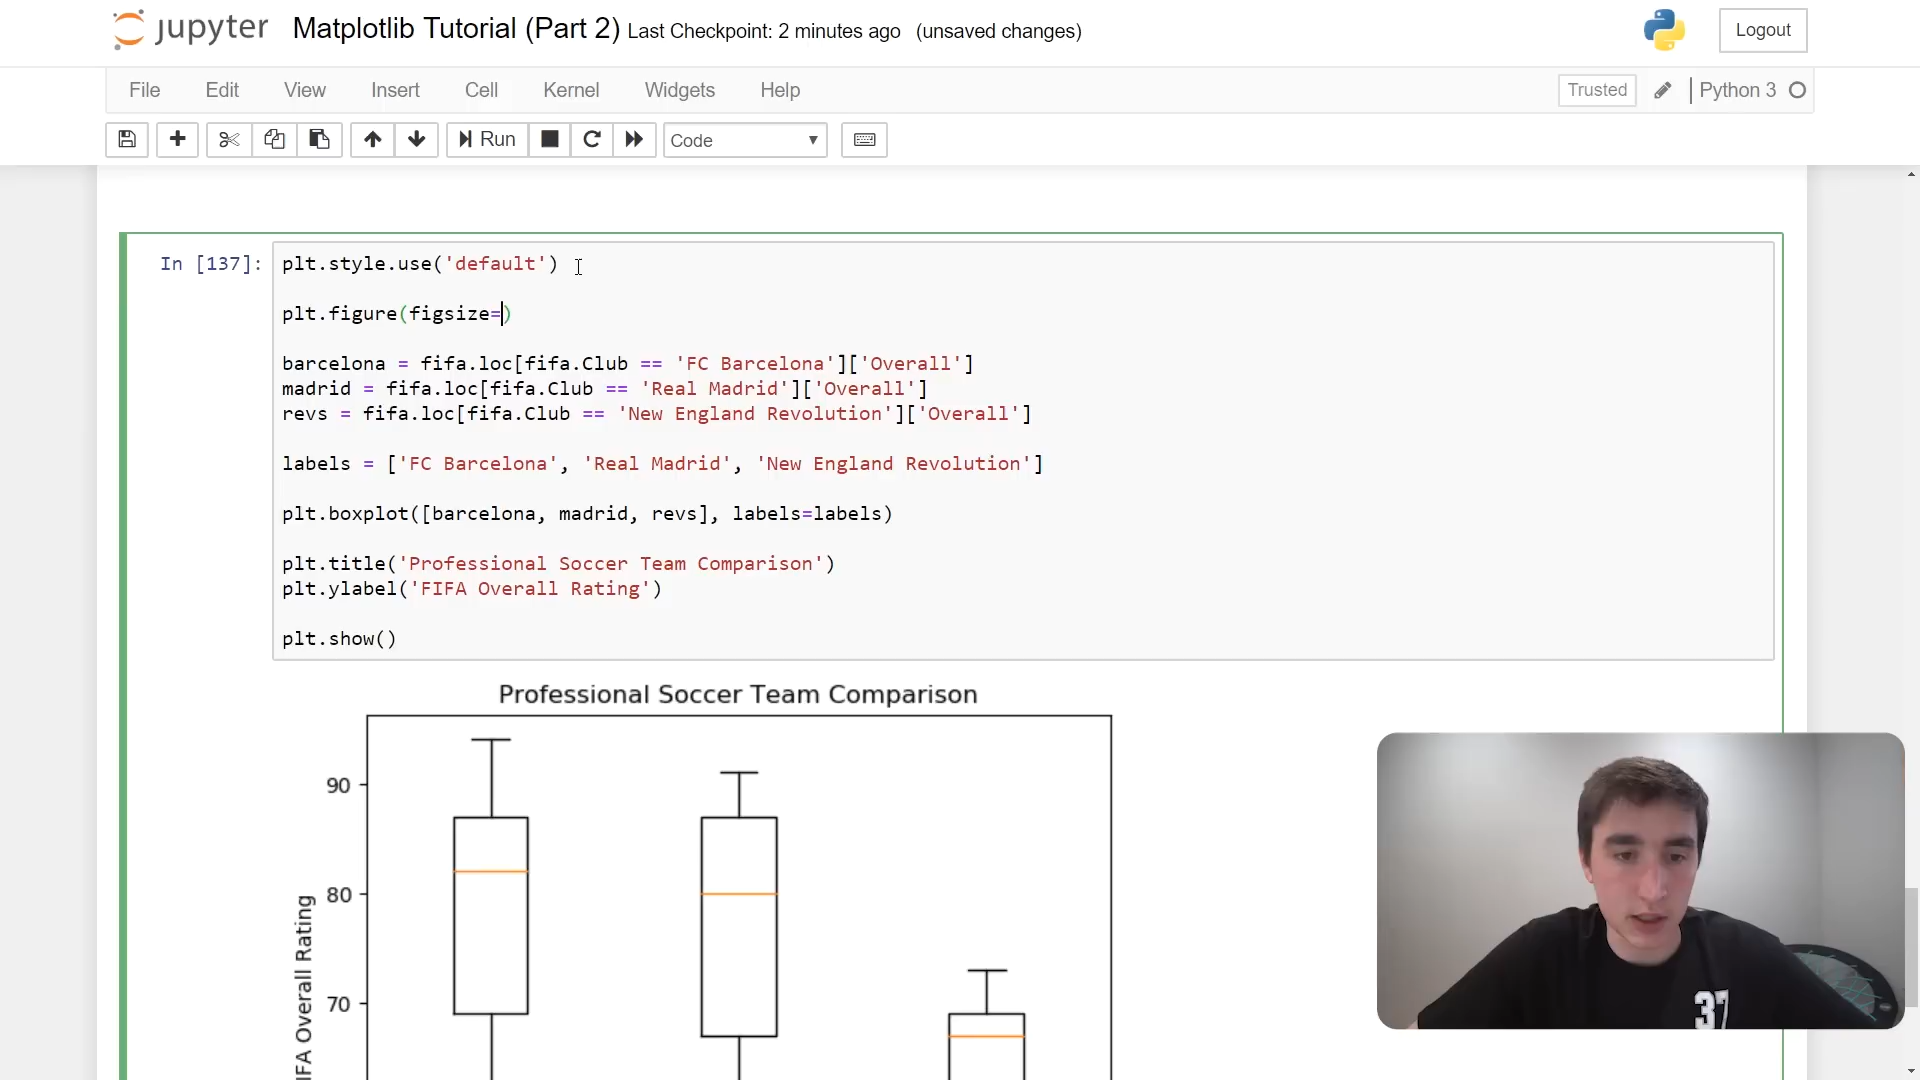 jupyter Matplotlib Tutorial (Part 2) Last Checkpoint: 2 minutes ago (unsaved changes) Logout
File Edit View Insert Cell Kernel Widgets Help Trusted Python 3
Run Code
In [137]: plt.style.use('default')
plt.figure(figsize=)
barcelona = fifa.loc[fifa.Club == 'FC Barcelona']['Overall']
madrid = fifa.loc[fifa.Club == 'Real Madrid']['Overall']
revs = fifa.loc[fifa.Club == 'New England Revolution']['Overall']
labels = ['FC Barcelona', 'Real Madrid', 'New England Revolution']
plt.boxplot([barcelona, madrid, revs], labels=labels)
plt.title('Professional Soccer Team Comparison')
plt.ylabel('FIFA Overall Rating')
plt.show()
Professional Soccer Team Comparison
90
80
70
IFA Overall Rating
37